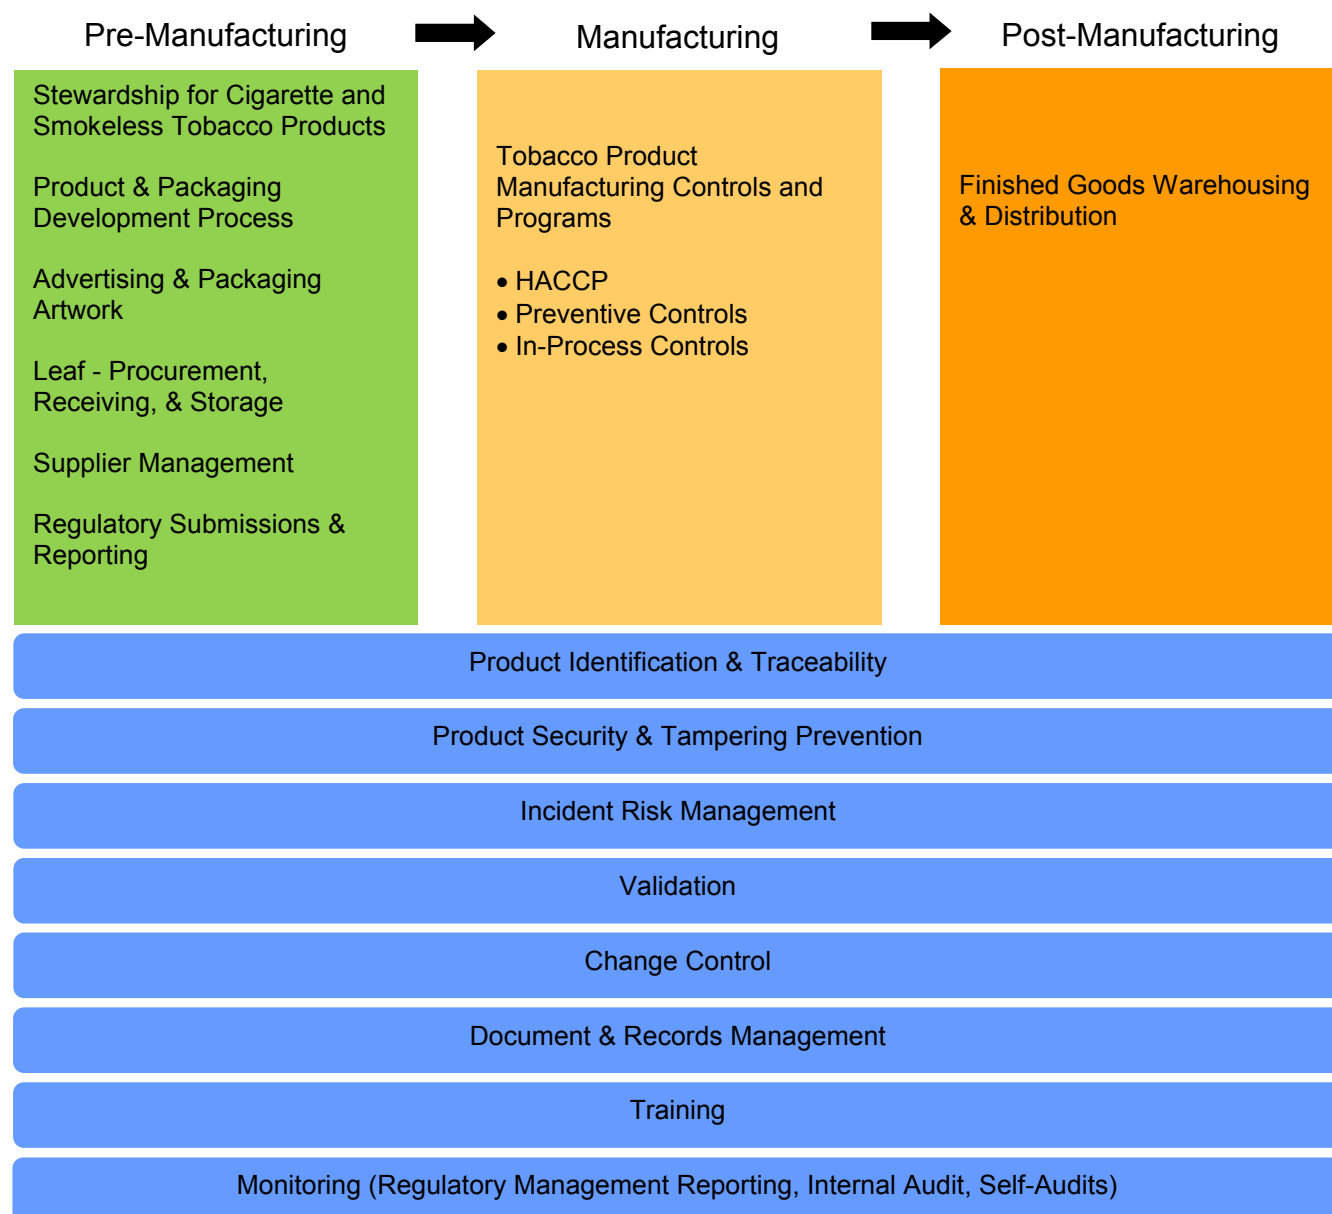 Pre-Manufacturing
Manufacturing
Post-Manufacturing
Stewardship for Cigarette and
Smokeless Tobacco Products
Product & Packaging
Development Process
Advertising & Packaging
Artwork
Leaf - Procurement,
Receiving, & Storage
Supplier Management
Regulatory Submissions &
Reporting
Tobacco Product
Manufacturing Controls and
Programs
• HACCP
• Preventive Controls
• In-Process Controls
Finished Goods Warehousing
& Distribution
Product Identification & Traceability
Product Security & Tampering Prevention
Incident Risk Management
Validation
Change Control
Document & Records Management
Training
Monitoring (Regulatory Management Reporting, Internal Audit, Self-Audits)